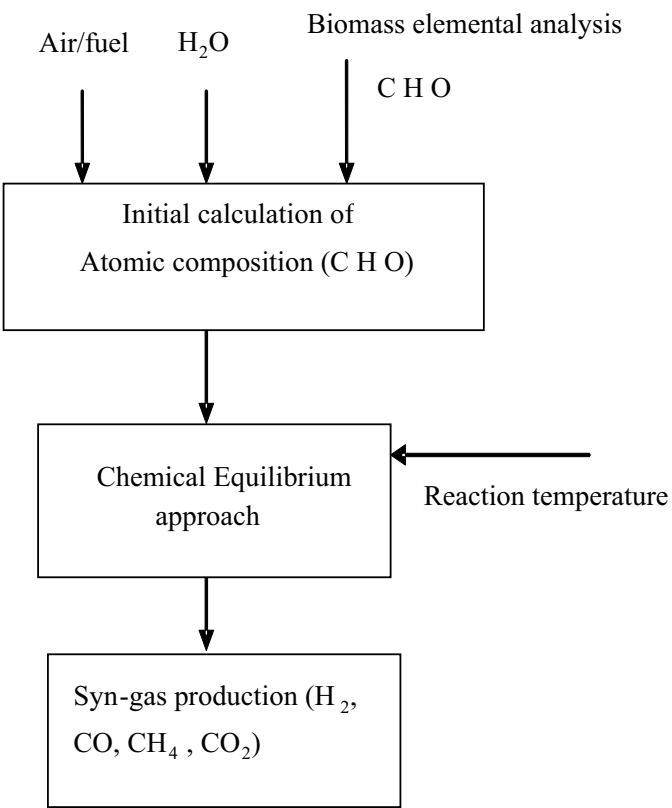 Biomass elemental analysis
Air/fuel
H₂O
C H O
Initial calculation of
Atomic composition (C H O)
Chemical Equilibrium
approach
Reaction temperature
Syn-gas production (H₂,
CO, CH₄ , CO₂)